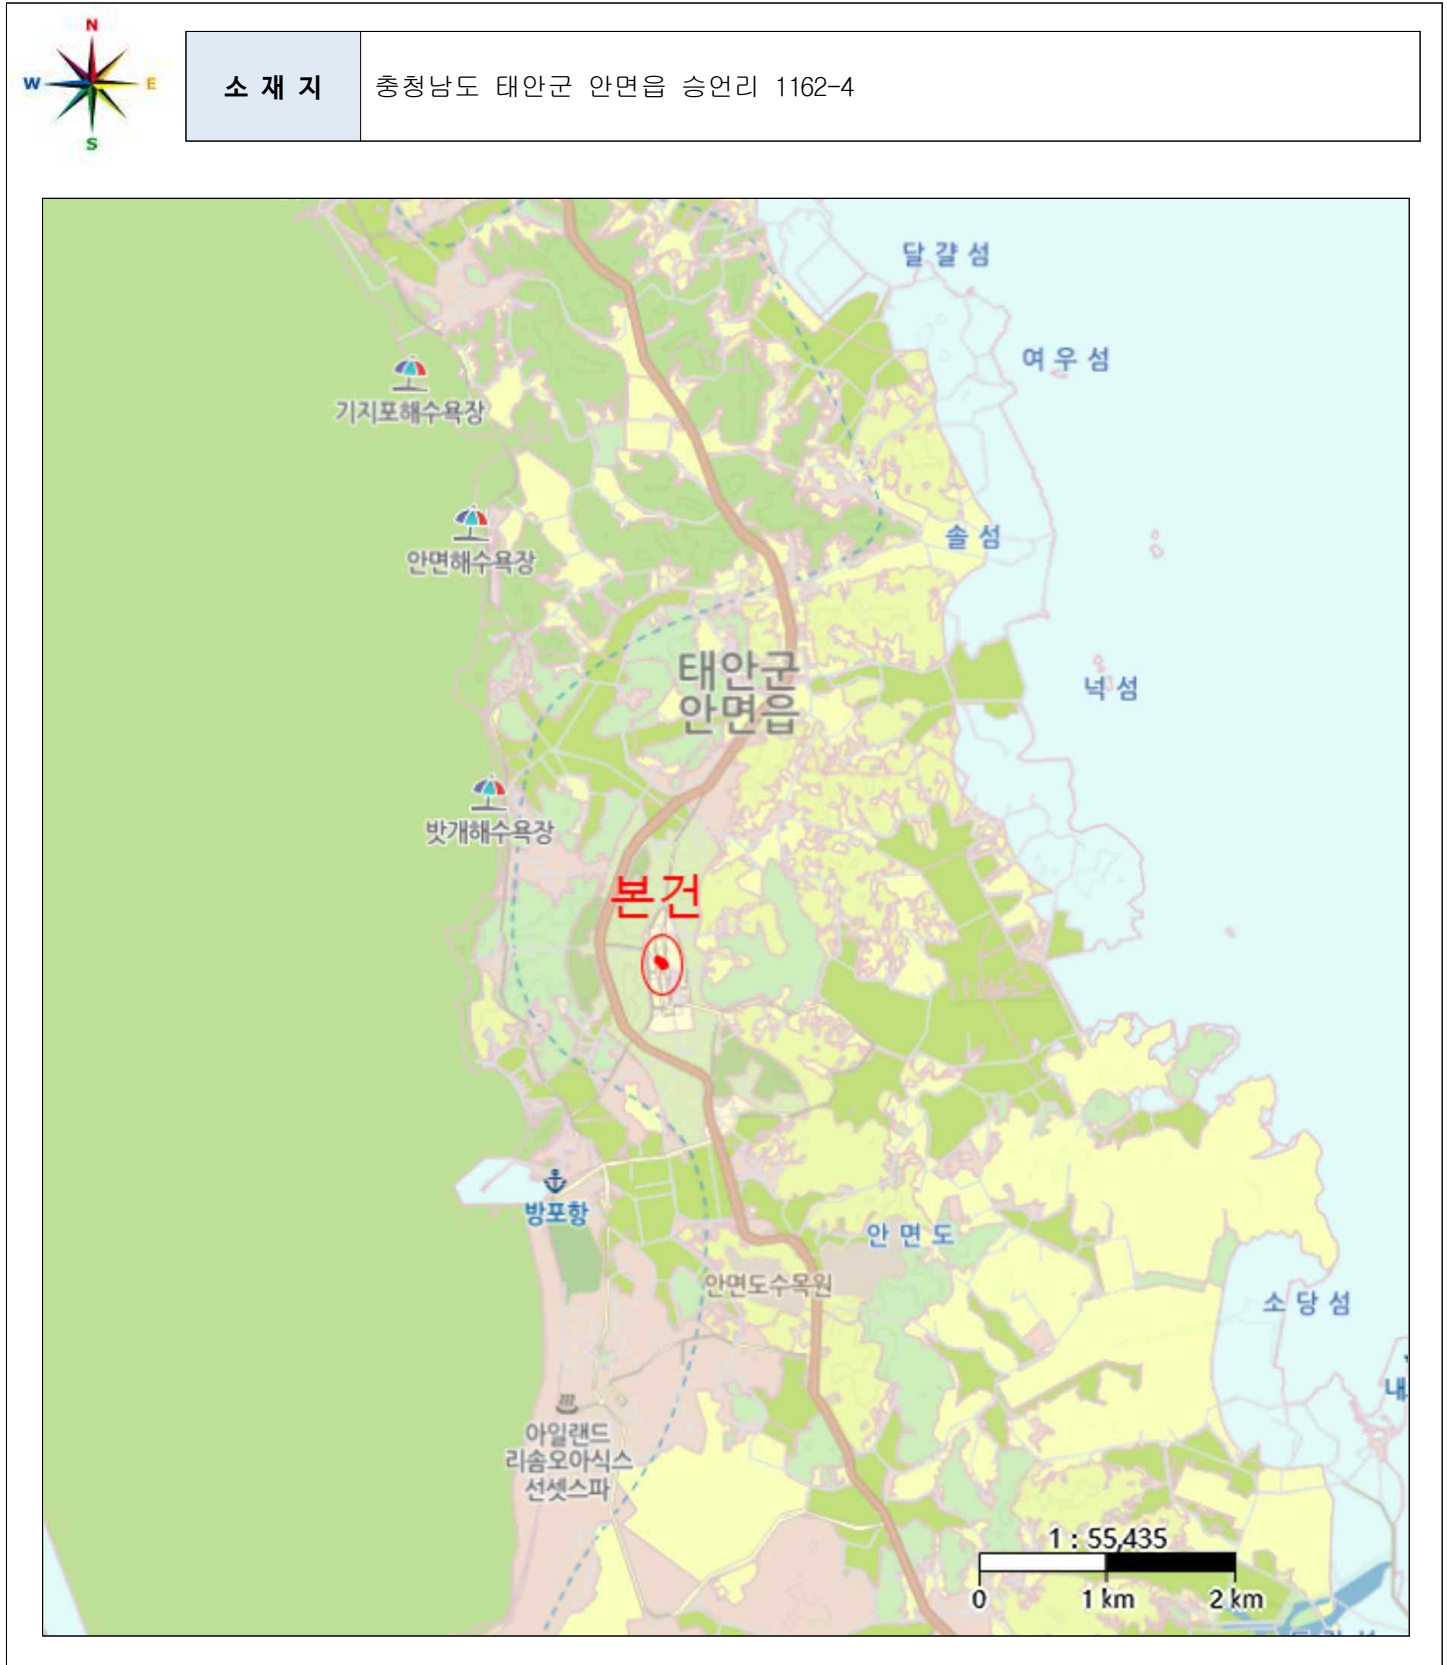 N
W
E
S
소 재 지
충청남도 태안군 안면읍 승언리 1162-4
달 걀 섬
여 우 섬
기지포해수욕장
솔 섬
안면해수욕장
태안군
안면읍
넉 섬
밧개해수욕장
본건
방포항
안 면 도
안면도수목원
소 당 섬
내
아일랜드
리솜오아식스
선셋스파
1 : 55,435
0
1 km
2 km